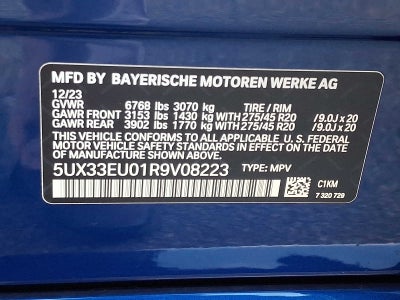 MFD BY BAYERISCHE MOTOREN WERKE AG
12/23
GVWR 6768 lbs 3070 kg TIRE / RIM
GAWR FRONT 3153 lbs 1430 kg WITH 275/45 R20 /9.0J x 20
GAWR REAR 3902 lbs 1770 kg WITH 275/45 R20 /9.0J x 20
THIS VEHICLE CONFORMS TO ALL APPLICABLE U. S. FEDERAL
MOTOR VEHICLE SAFETY STANDARDS IN EFFECT ON THE DATE
OF MANUFACTURE SHOWN ABOVE.
5UX33EU01R9V08223 TYPE: MPV
C1KM
7 320 729